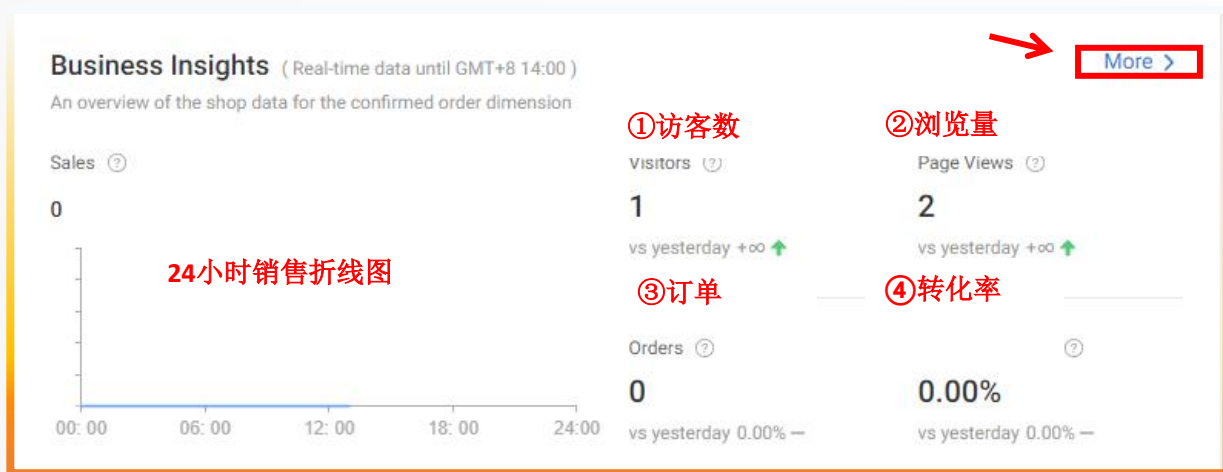 Business Insights ( Real-time data until GMT+8 14:00 )
More >
An overview of the shop data for the confirmed order dimension
①访客数
②浏览量
Sales ?
Visitors ?
Page Views ?
0
1
2
vs yesterday +∞
vs yesterday +∞
24小时销售折线图
③订单
④转化率
Orders ?
?
0
0.00%
00:00 06:00 12:00 18:00 24:00
vs yesterday 0.00% —
vs yesterday 0.00% —